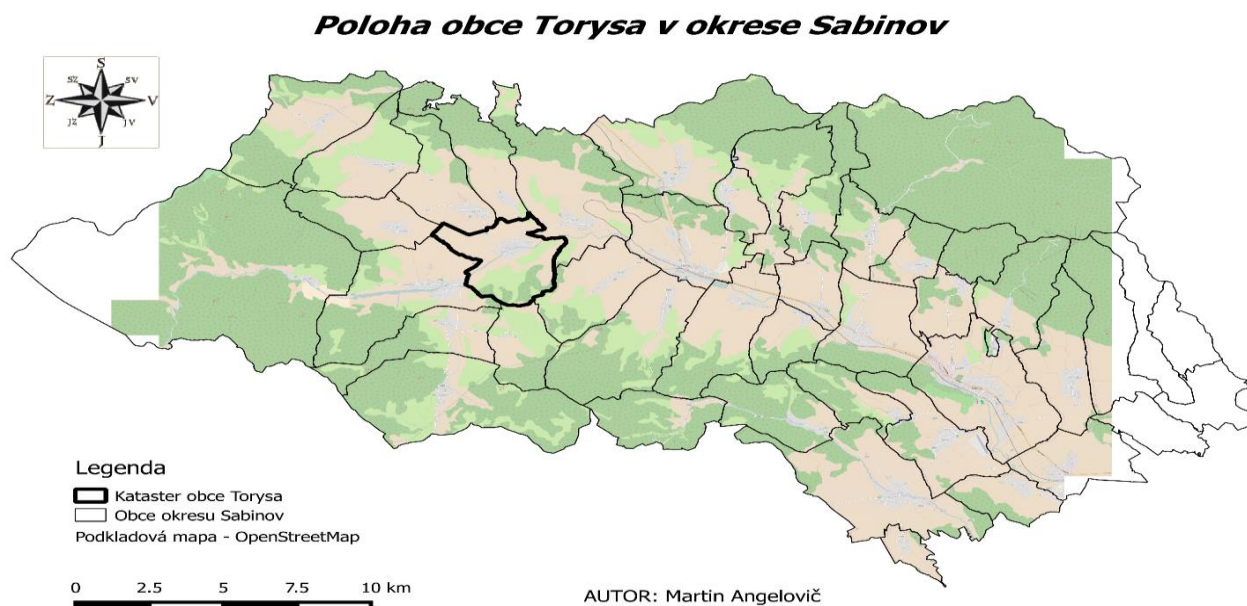 Poloha obce Torysa v okrese Sabinov
S
SZ SV
Z V
JZ JV
J
Legenda
Kataster obce Torysa
Obce okresu Sabinov
Podkladová mapa - OpenStreetMap
0 2.5 5 7.5 10 km
AUTOR: Martin Angelovič